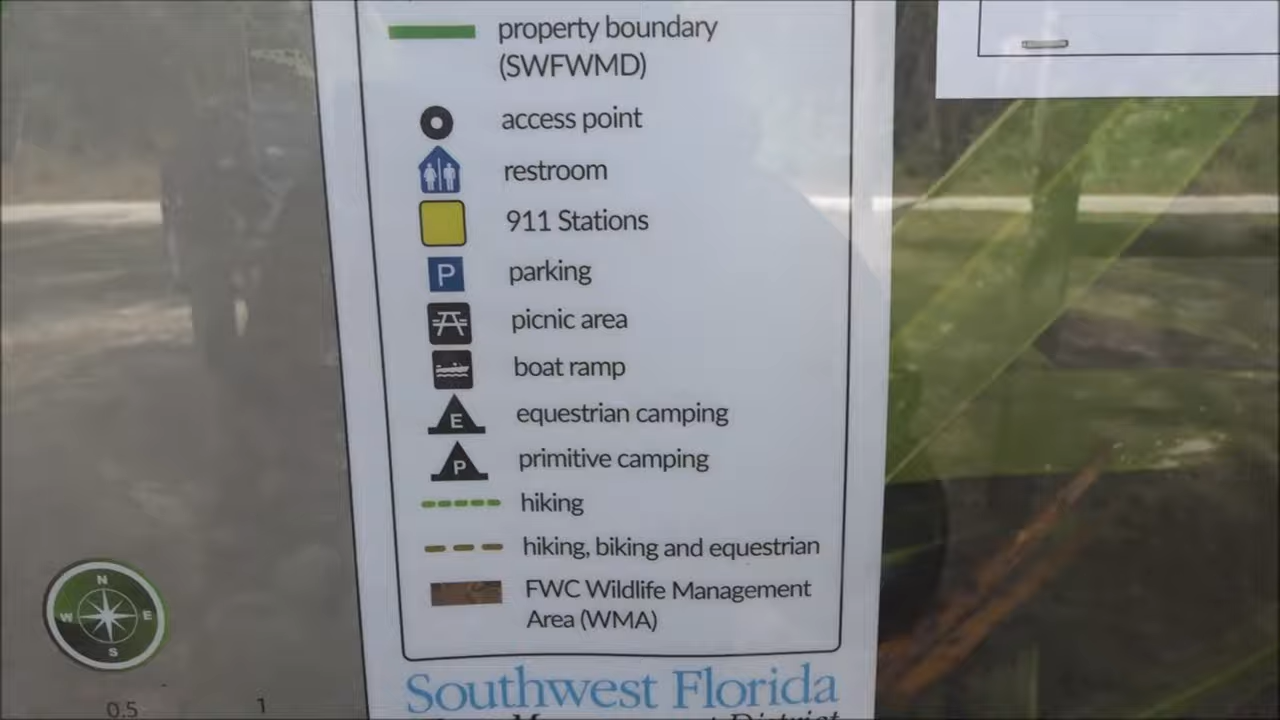 property boundary
(SWFWMD)
access point
restroom
911 Stations
P parking
picnic area
boat ramp
E equestrian camping
P primitive camping
hiking
hiking, biking and equestrian
FWC Wildlife Management
Area (WMA)
Southwest Florida
District
N
W E
S
0.5 1